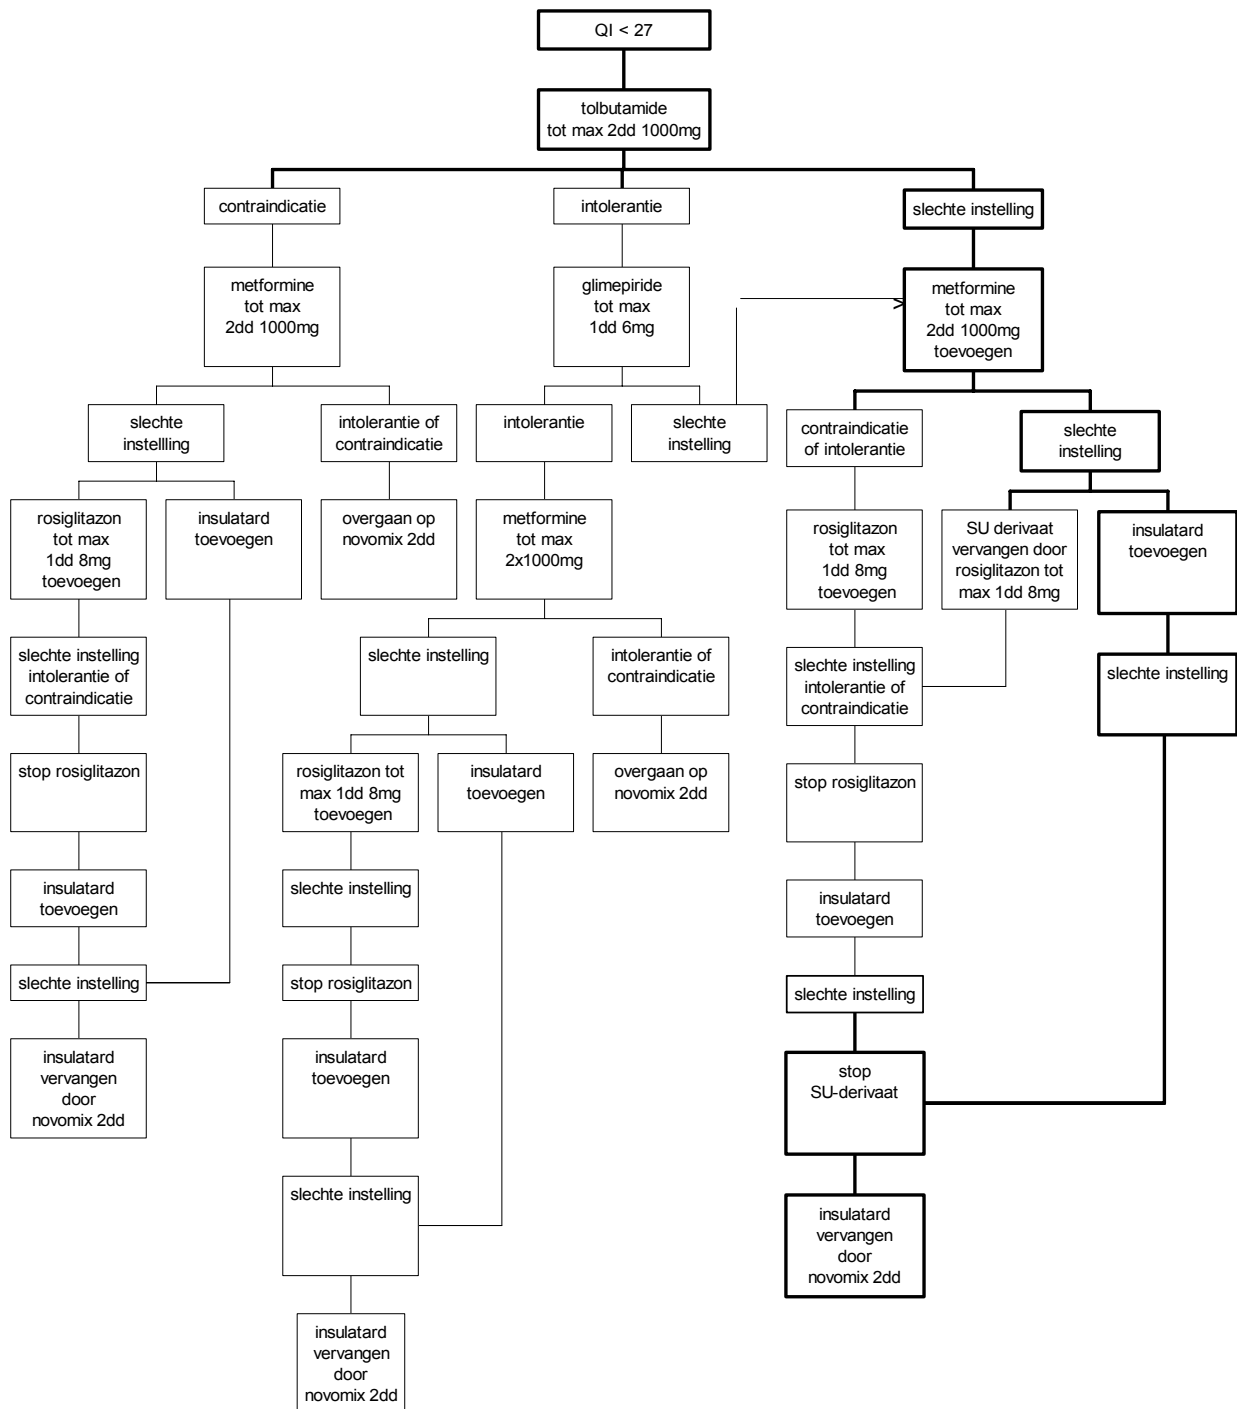 QI < 27
tolbutamide
tot max 2dd 1000mg
contraindicatie
intolerantie
slechte instelling
metformine
tot max
2dd 1000mg
glimepiride
tot max
1dd 6mg
metformine
tot max
2dd 1000mg
toevoegen
slechte
instellling
intolerantie of
contraindicatie
intolerantie
slechte
instelling
contraindicatie
of intolerantie
slechte
instelling
rosiglitazon
tot max
1dd 8mg
toevoegen
insulatard
toevoegen
overgaan op
novomix 2dd
metformine
tot max
2x1000mg
rosiglitazon
tot max
1dd 8mg
toevoegen
SU derivaat
vervangen door
rosiglitazon tot
max 1dd 8mg
insulatard
toevoegen
slechte instelling
intolerantie of
contraindicatie
slechte instelling
intolerantie of
contraindicatie
slechte instelling
intolerantie of
contraindicatie
slechte instelling
stop rosiglitazon
rosiglitazon tot
max 1dd 8mg
toevoegen
insulatard
toevoegen
overgaan op
novomix 2dd
stop rosiglitazon
insulatard
toevoegen
slechte instelling
insulatard
toevoegen
slechte instelling
stop rosiglitazon
slechte instelling
insulatard
vervangen
door
novomix 2dd
insulatard
toevoegen
stop
SU-derivaat
slechte instelling
insulatard
vervangen
door
novomix 2dd
insulatard
vervangen
door
novomix 2dd